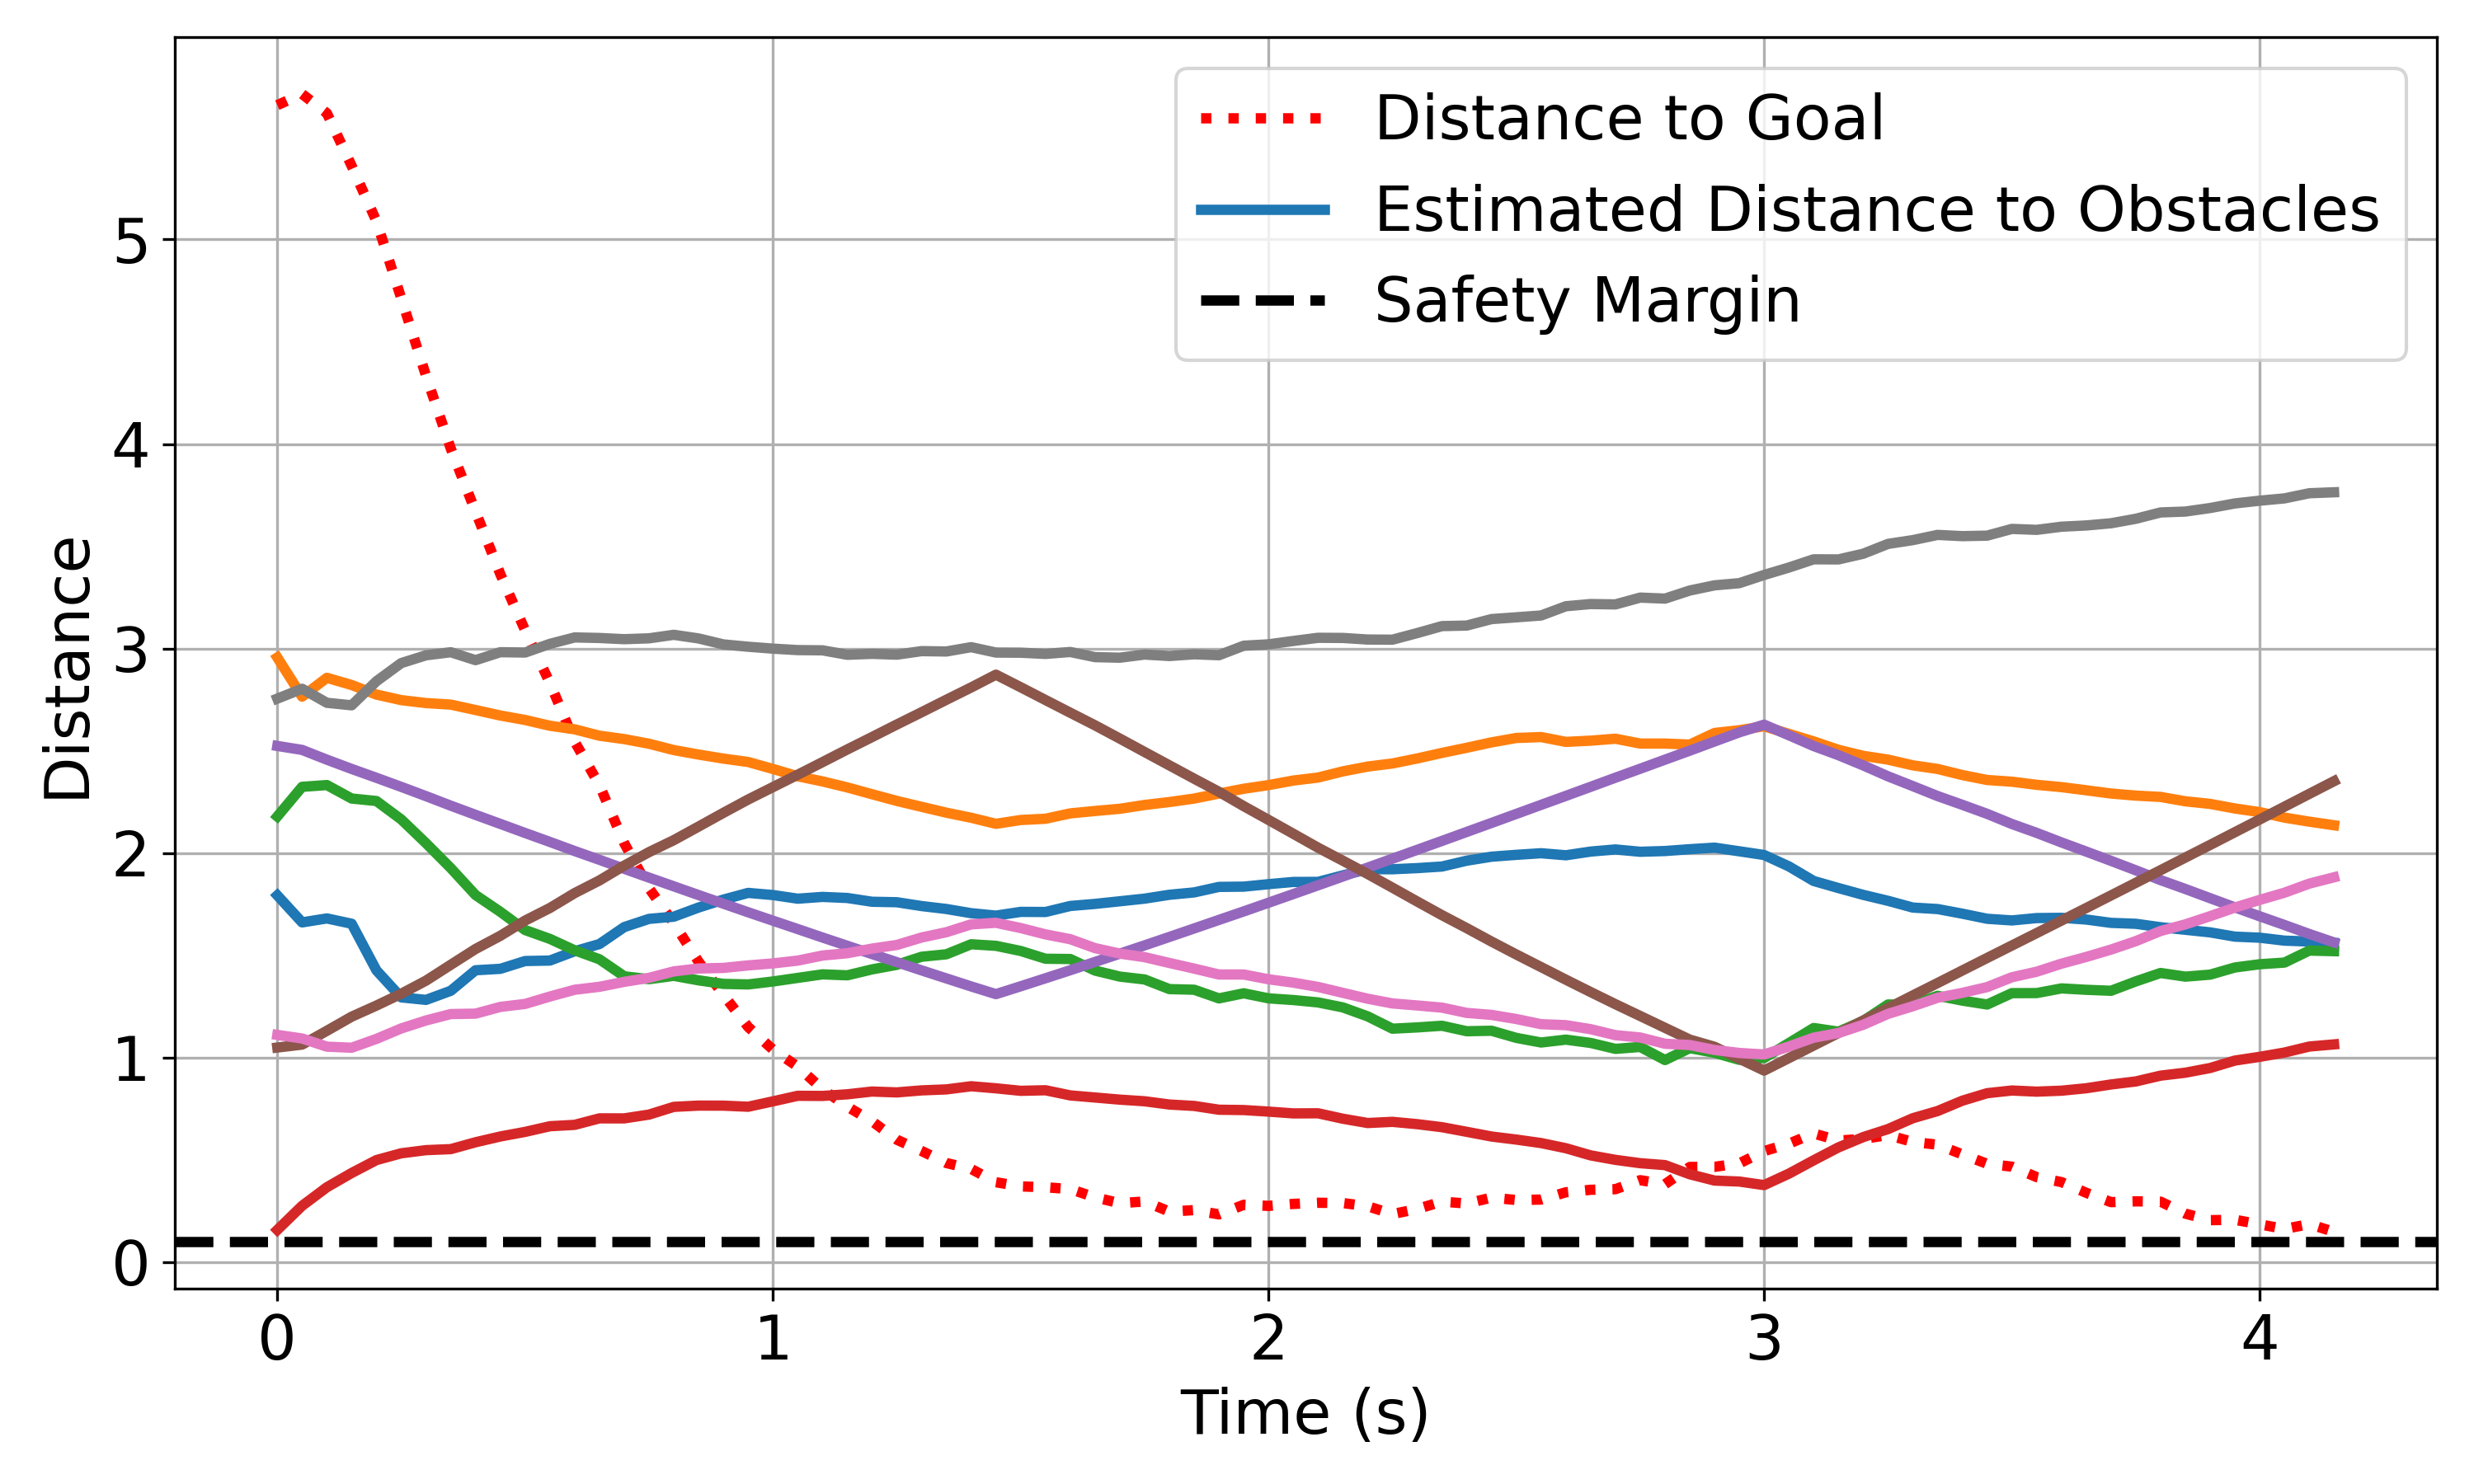 Distance to Goal
Estimated Distance to Obstacles
Safety Margin
Distance
5
4
3
2
1
0
0 1 2 3 4
Time (s)